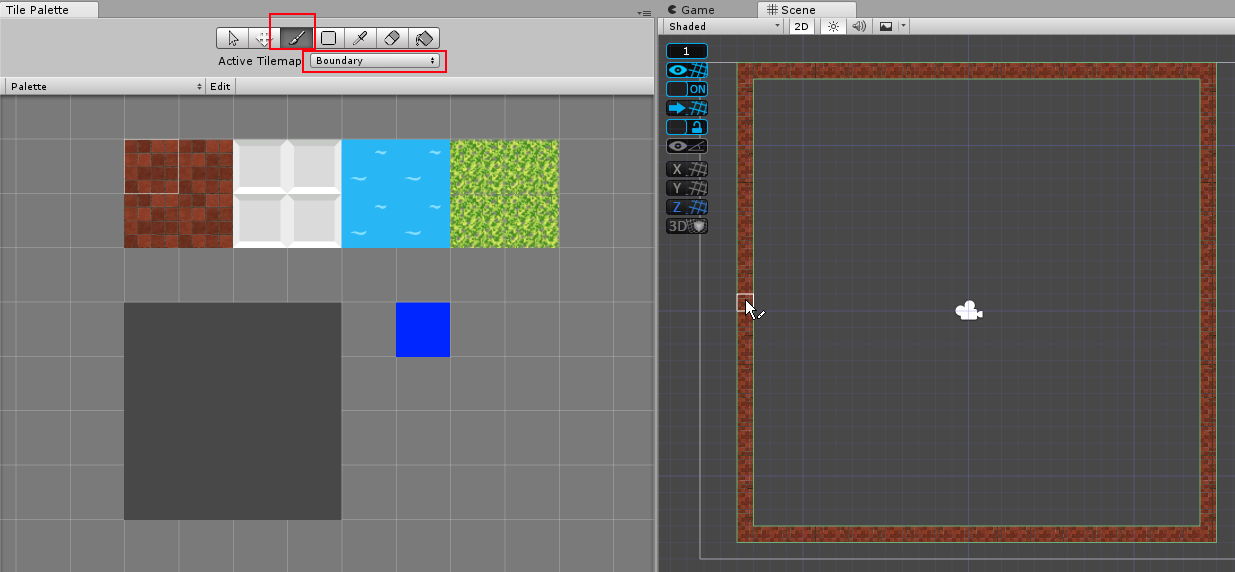 Tile Palette
Game
Scene
Shaded
2D
Active Tilemap
Boundary
1
ON
Palette
Edit
X
Y
Z
3D